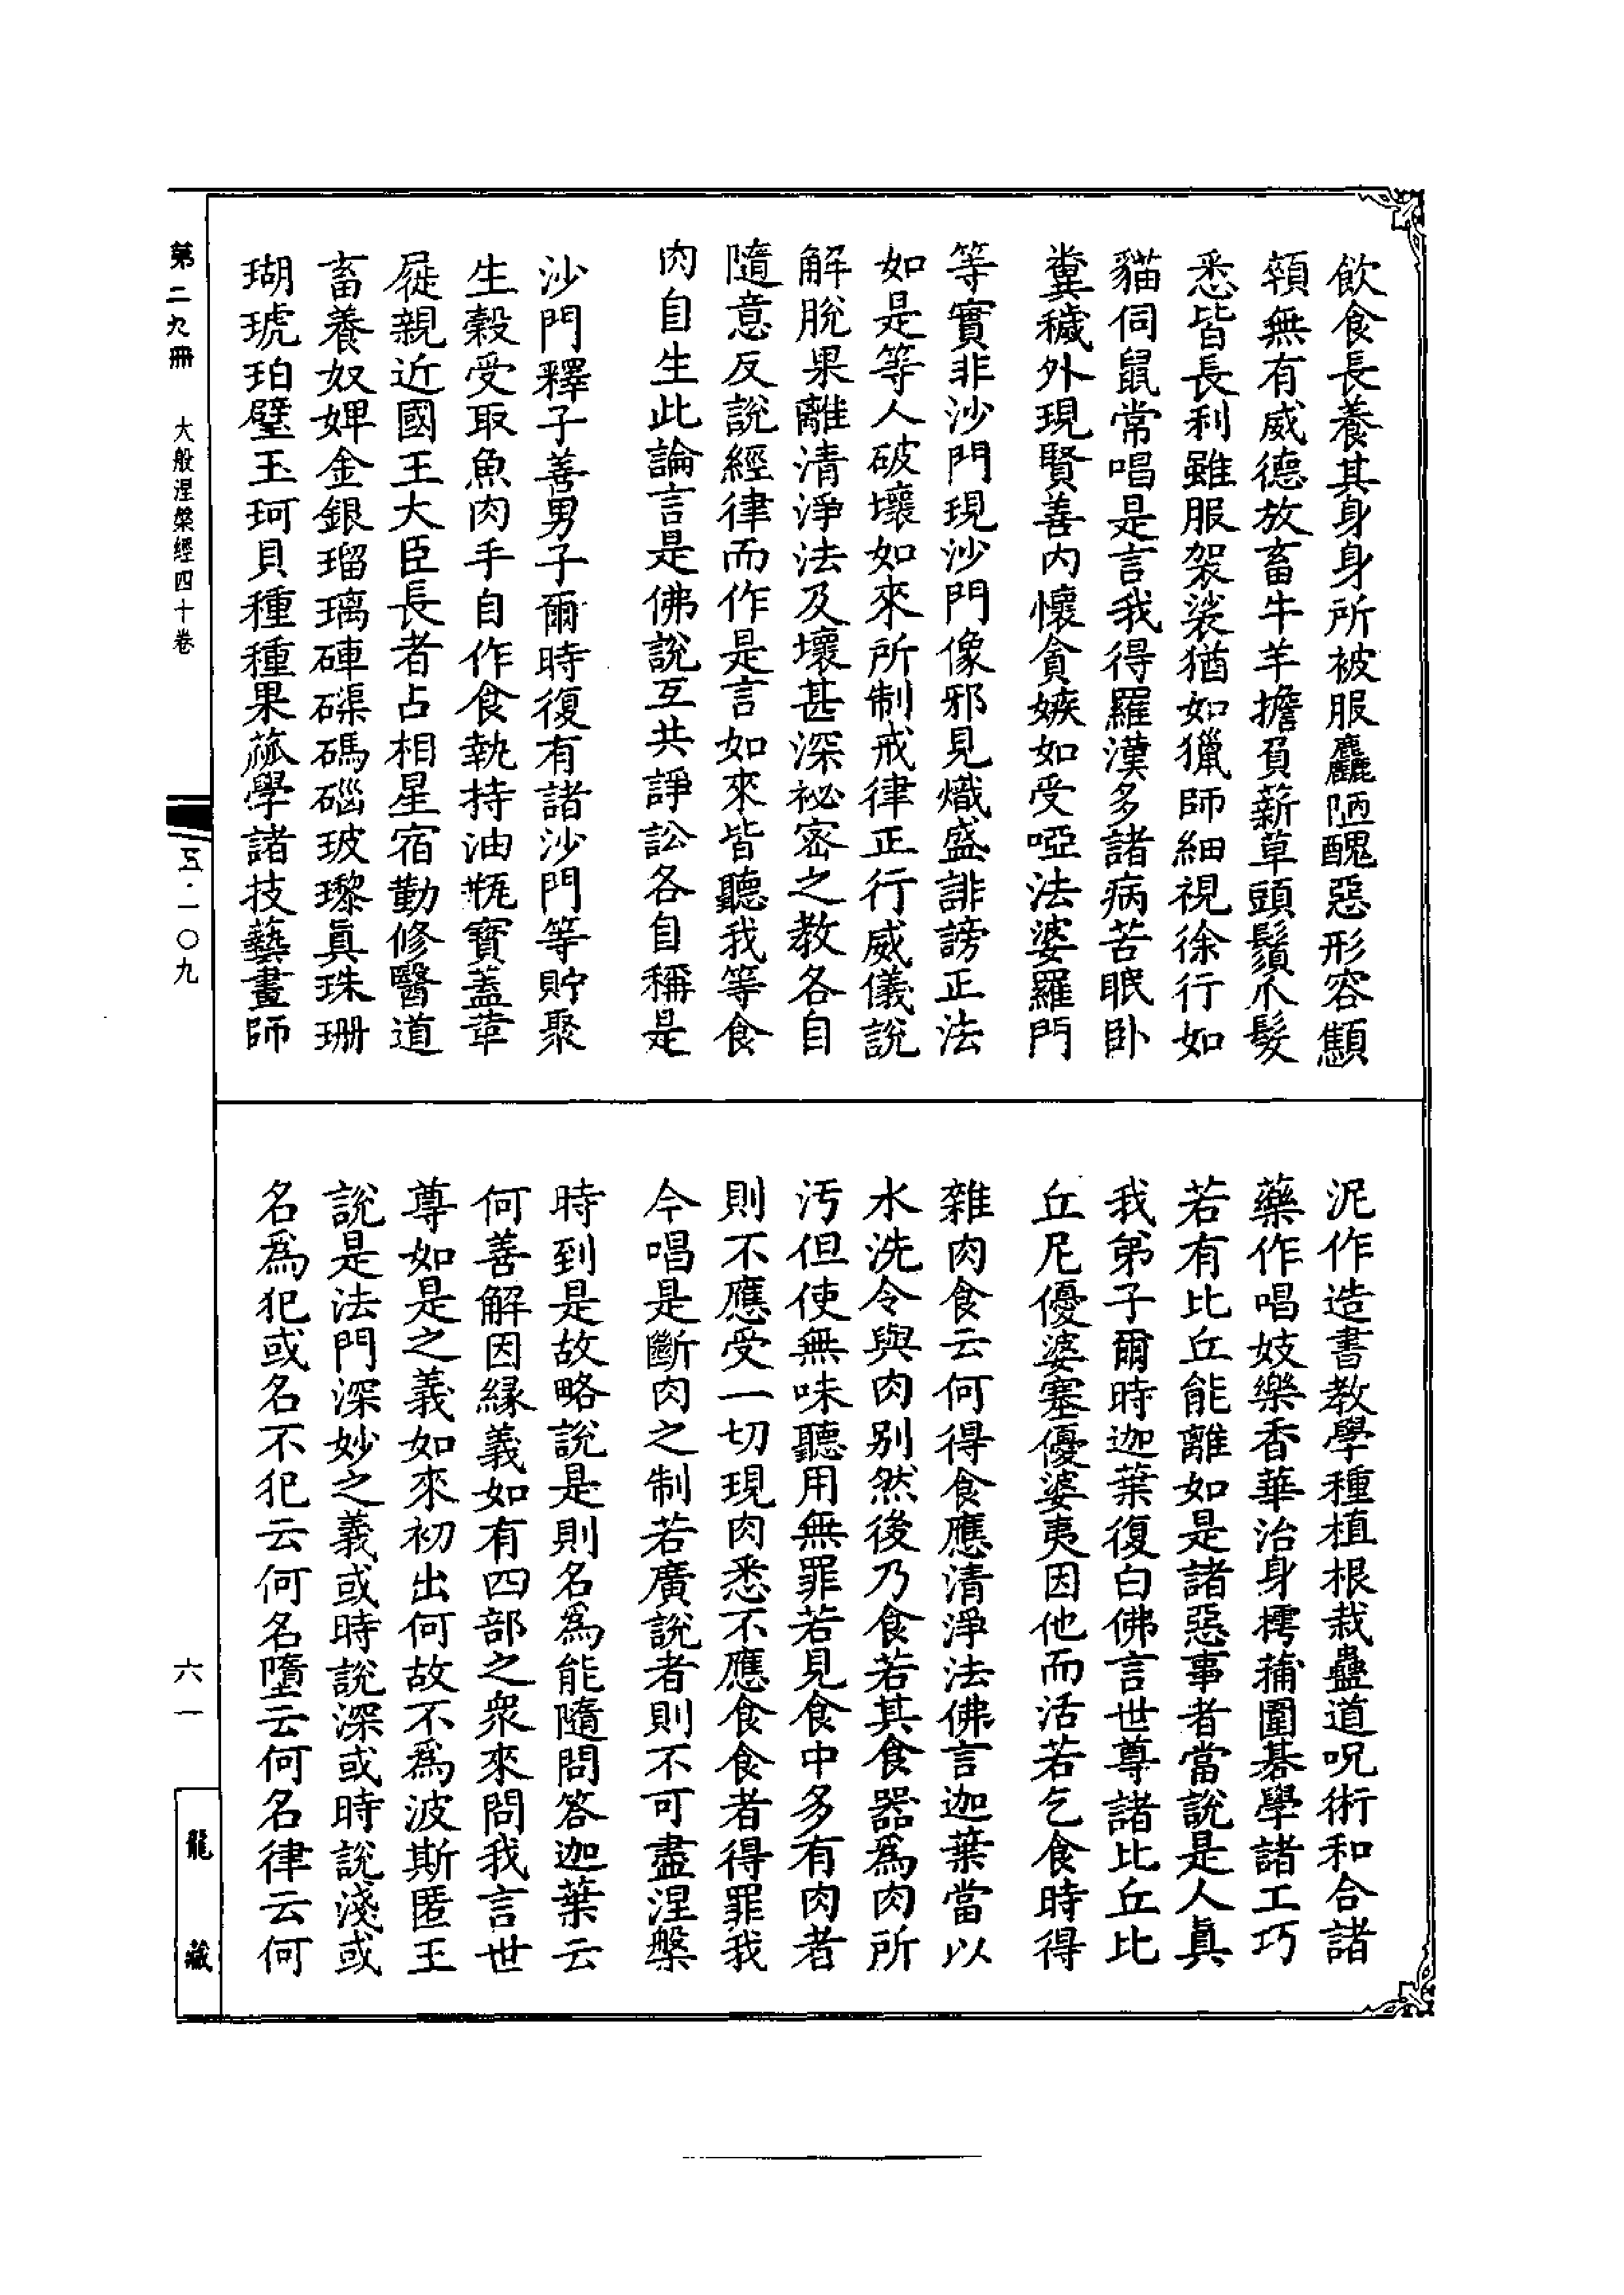 飲食長養其身身所被服麤陋醜惡形容顦
顇無有威德放畜牛羊擔負薪草頭鬚爪髮
悉皆長利雖服袈裟猶如獵師細視徐行如
貓伺鼠常唱是言我得羅漢多諸病苦眠卧
糞穢外現賢善內懷貪嫉如受啞法婆羅門
等實非沙門現沙門像邪見熾盛誹謗正法
如是等人破壞如來所制戒律正行威儀說
解脫果離清淨法及壞甚深祕密之教各自
隨意反說經律而作是言如來皆聽我等食
肉自生此論言是佛說互共諍訟各自稱是
沙門釋子善男子爾時復有諸沙門等貯聚
生穀受取魚肉手自作食執持油瓶寶蓋葦
屣親近國王大臣長者占相星宿勤修醫道
畜養奴婢金銀瑠璃硨磲碼碯玻瓈眞珠珊
瑚琥珀璧玉珂貝種種果蓏學諸技藝畫師
泥作造書教學種植根栽蠱道呪術和合諸
藥作唱妓樂香華治身樗蒱圍碁學諸工巧
若有比丘能離如是諸惡事者當說是人眞
我弟子爾時迦葉復白佛言世尊諸比丘比
丘尼優婆塞優婆夷因他而活若乞食時得
雜肉食云何得食應清淨法佛言迦葉當以
水洗令與肉別然後乃食若其食器爲肉所
汚但使無味聽用無罪若見食中多有肉者
則不應受一切現肉悉不應食食者得罪我
今唱是斷肉之制若廣說者則不可盡涅槃
時到是故略說是則名爲能隨問答迦葉云
何善解因緣義如有四部之衆來問我言世
尊如是之義如來初出何故不爲波斯匿王
說是法門深妙之義或時說深或時說淺或
名爲犯或名不犯云何名墮云何名律云何
第二九冊 大般涅槃經四十卷 五·一〇九 六一 龍藏